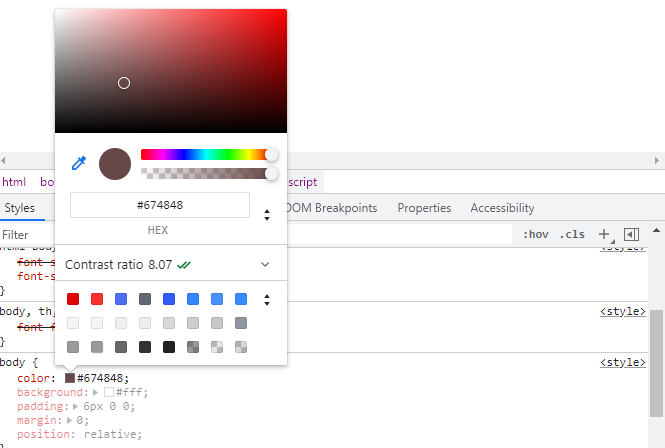 #674848
HEX
Contrast ratio 8.07
html bo script
Styles DOM Breakpoints Properties Accessibility
Filter :hov .cls
html body
font-s
font-s
}
body, th, <style>
font-f
}
body { <style>
color: #674848;
background: #fff;
padding: 6px 0 0;
margin: 0;
position: relative;
}
<style>